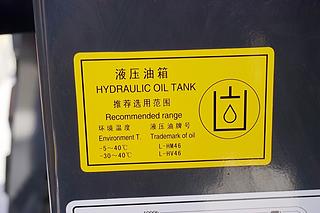 液压油箱
HYDRAULIC OIL TANK
推荐选用范围
Recommended range
环境温度 液压油牌号
Environment T. Trademark of oil
-5~40℃ L-HM46
-30~40℃ L-HV46